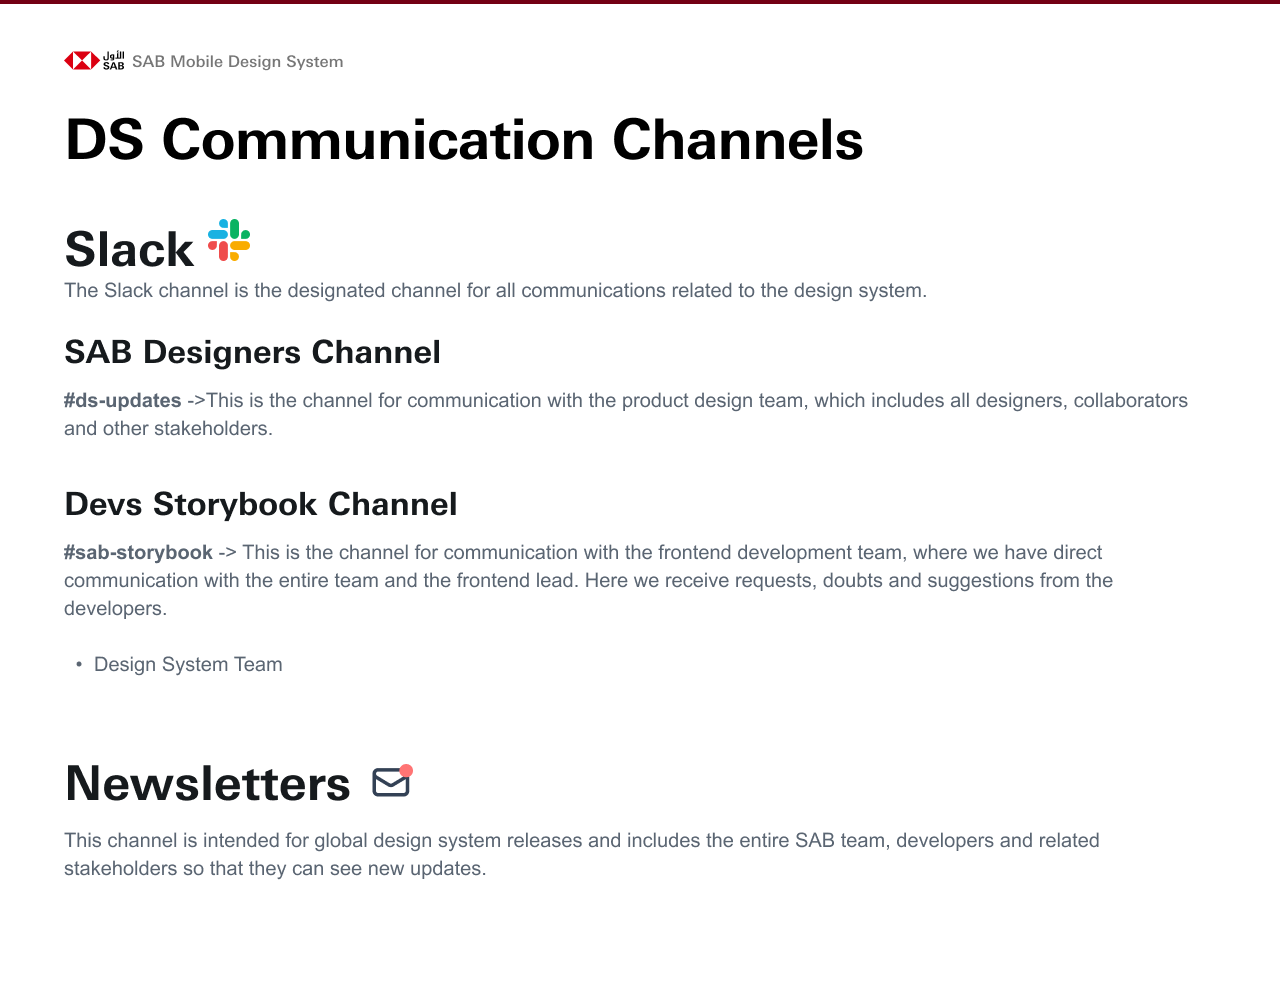 الأول
SAB
SAB Mobile Design System
DS Communication Channels
Slack
The Slack channel is the designated channel for all communications related to the design system.
SAB Designers Channel
#ds-updates ->This is the channel for communication with the product design team, which includes all designers, collaborators
and other stakeholders.
Devs Storybook Channel
#sab-storybook -> This is the channel for communication with the frontend development team, where we have direct
communication with the entire team and the frontend lead. Here we receive requests, doubts and suggestions from the
developers.
• Design System Team
Newsletters
This channel is intended for global design system releases and includes the entire SAB team, developers and related
stakeholders so that they can see new updates.